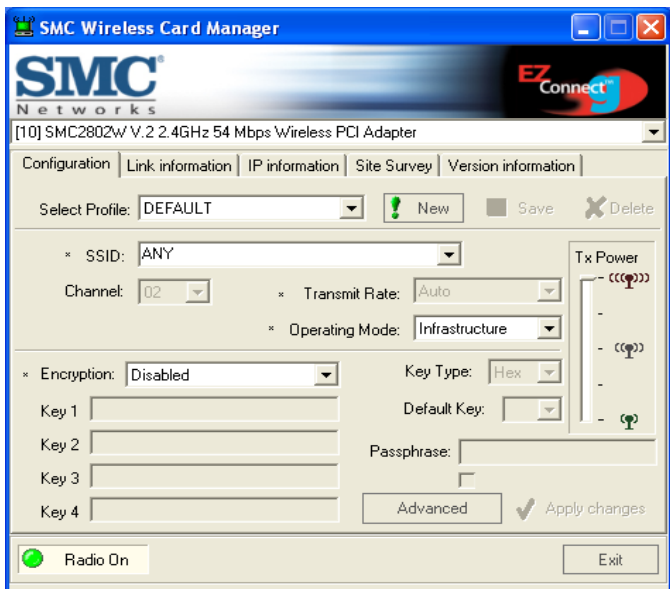 SMC Wireless Card Manager
SMC®
Networks
EZ Connect™ g
[10] SMC2802W V.2 2.4GHz 54 Mbps Wireless PCI Adapter
Configuration Link information IP information Site Survey Version information
Select Profile: DEFAULT New Save Delete
* SSID: ANY
Tx Power
Channel: 02 * Transmit Rate: Auto
* Operating Mode: Infrastructure
* Encryption: Disabled Key Type: Hex
Key 1 Default Key:
Key 2 Passphrase:
Key 3
Key 4 Advanced Apply changes
Radio On Exit